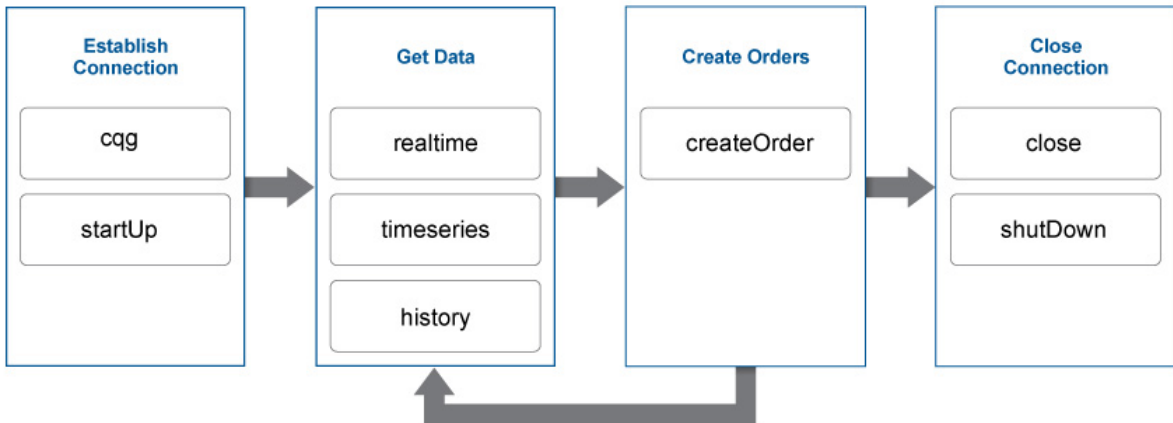 Establish
Connection
cqg
startUp
Get Data
realtime
timeseries
history
Create Orders
createOrder
Close
Connection
close
shutDown